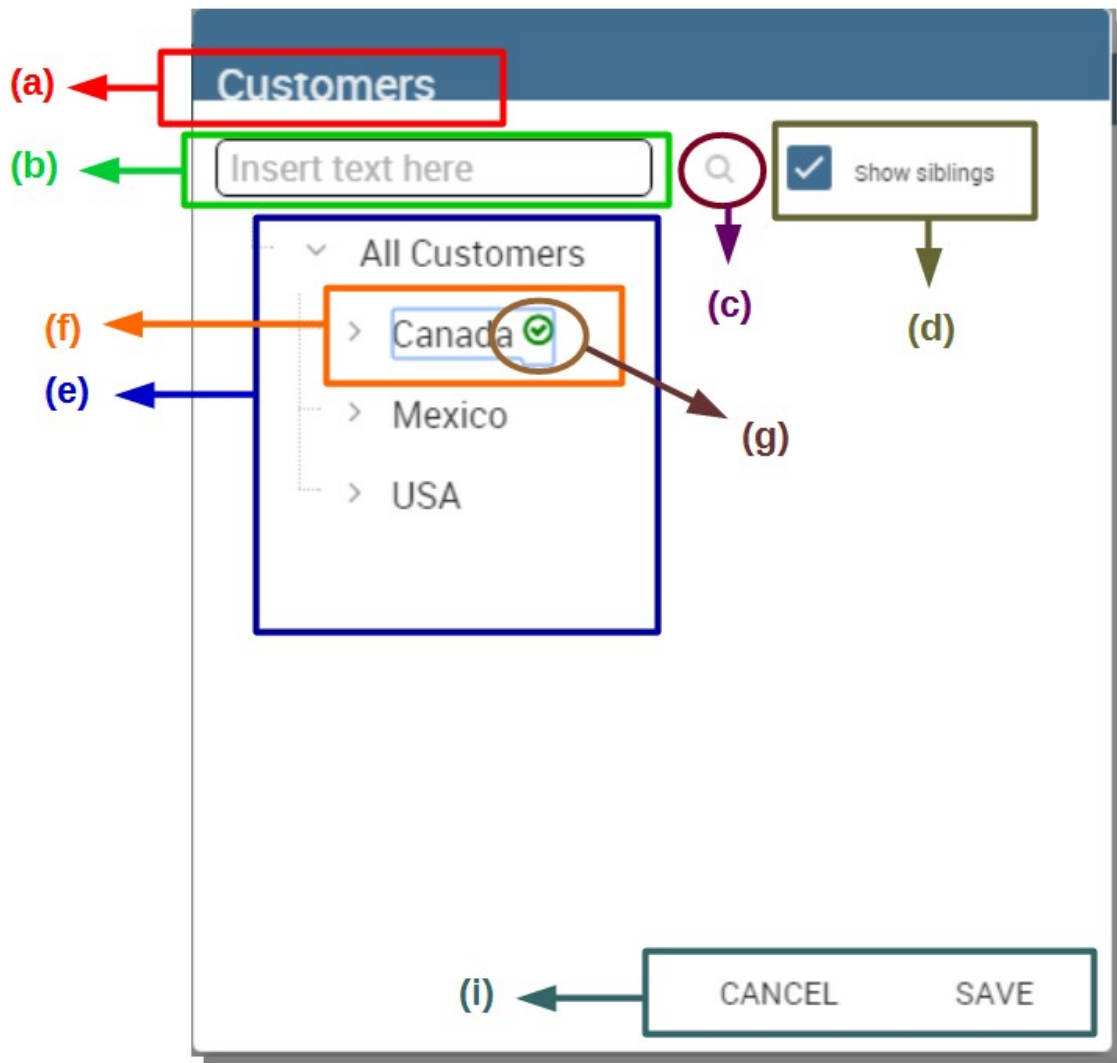 (a)
Customers
(b)
Insert text here
Show siblings
All Customers
(c)
(d)
(f)
Canada
(e)
Mexico
(g)
USA
(i)
CANCEL SAVE